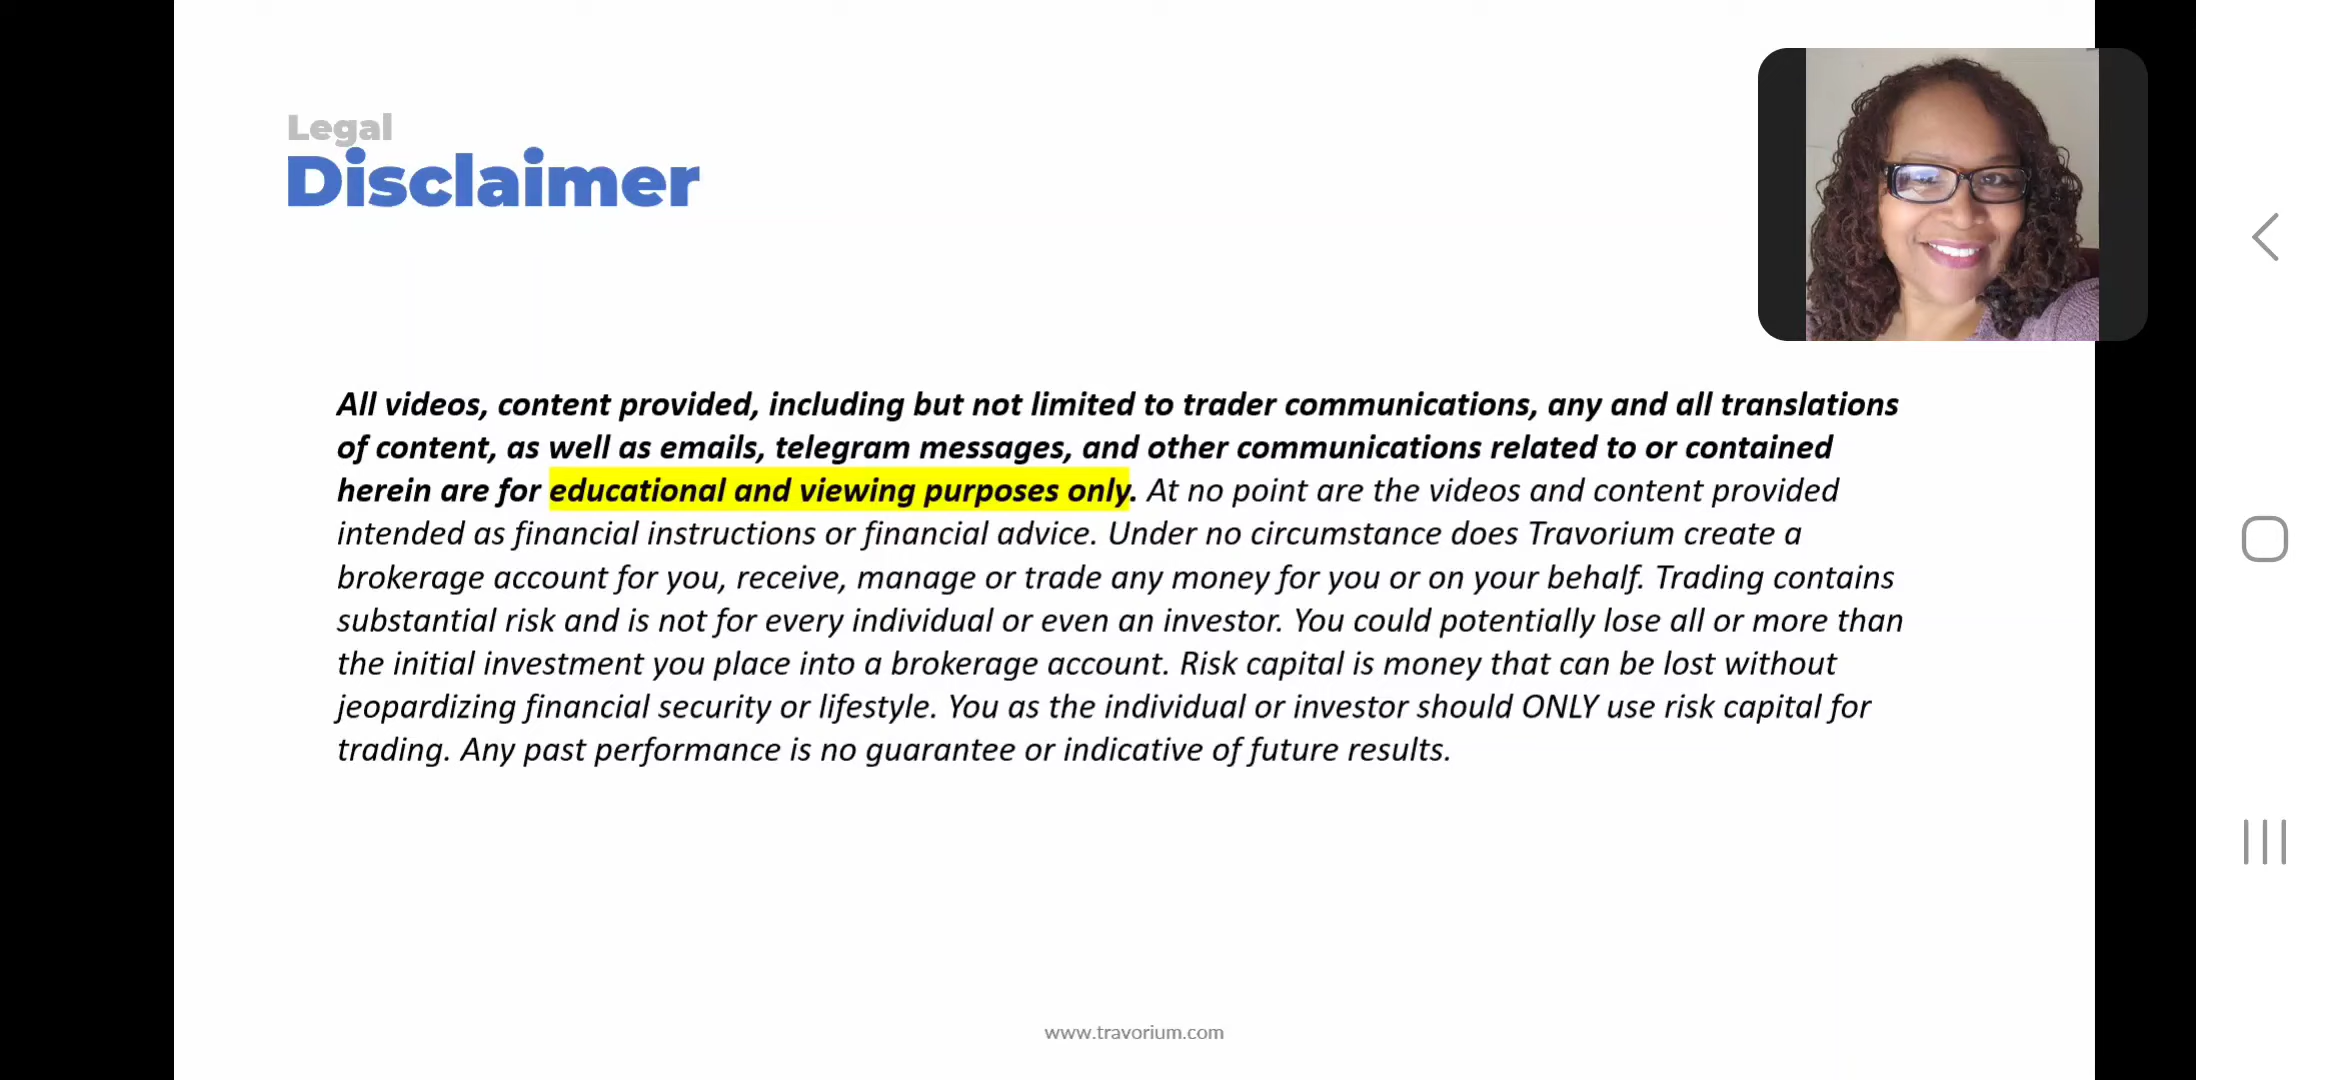 Legal
Disclaimer
All videos, content provided, including but not limited to trader communications, any and all translations
of content, as well as emails, telegram messages, and other communications related to or contained
herein are for educational and viewing purposes only. At no point are the videos and content provided
intended as financial instructions or financial advice. Under no circumstance does Travorium create a
brokerage account for you, receive, manage or trade any money for you or on your behalf. Trading contains
substantial risk and is not for every individual or even an investor. You could potentially lose all or more than
the initial investment you place into a brokerage account. Risk capital is money that can be lost without
jeopardizing financial security or lifestyle. You as the individual or investor should ONLY use risk capital for
trading. Any past performance is no guarantee or indicative of future results.
www.travorium.com